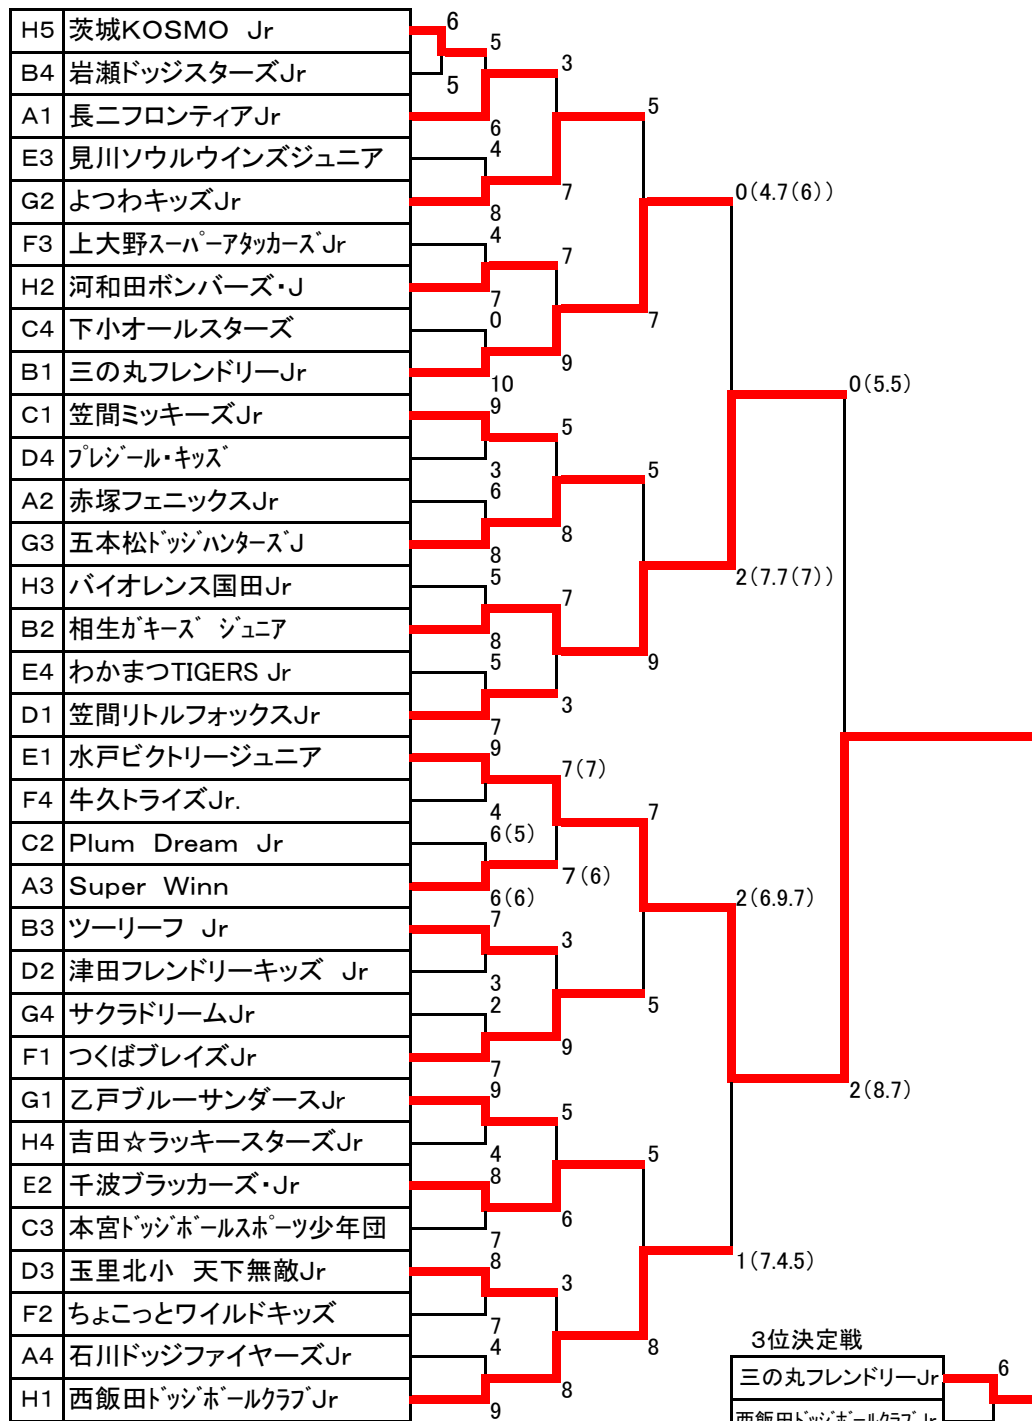 H5 茨城KOSMO Jr
B4 岩瀬ドッジスターズJr
A1 長二フロンティアJr
E3 見川ソウルウインズジュニア
G2 よつわキッズJr
F3 上大野スーパーアタッカーズJr
H2 河和田ボンバーズ・J
C4 下小オールスターズ
B1 三の丸フレンドリーJr
C1 笠間ミッキーズJr
D4 プレジール・キッズ
A2 赤塚フェニックスJr
G3 五本松ドッジハンターズJ
H3 バイオレンス国田Jr
B2 相生ガキーズ ジュニア
E4 わかまつTIGERS Jr
D1 笠間リトルフォックスJr
E1 水戸ビクトリージュニア
F4 牛久トライズJr.
C2 Plum Dream Jr
A3 Super Winn
B3 ツーリーフ Jr
D2 津田フレンドリーキッズ Jr
G4 サクラドリームJr
F1 つくばブレイズJr
G1 乙戸ブルーサンダースJr
H4 吉田☆ラッキースターズJr
E2 千波ブラッカーズ・Jr
C3 本宮ドッジボールスポーツ少年団
D3 玉里北小 天下無敵Jr
F2 ちょこっとワイルドキッズ
A4 石川ドッジファイヤーズJr
H1 西飯田ドッジボールクラブJr
6
5
5
6
4
8
4
7
0
10
9
3
6
8
5
8
5
7
9
4
6(5)
6(6)
7
3
2
7
9
4
8
7
8
7
4
9
3
7
7
9
5
8
7
3
7(7)
7(6)
3
9
5
6
3
8
5
7
5
9
7
5
5
8
0(4.7(6))
2(7.7(7))
2(6.9.7)
1(7.4.5)
0(5.5)
2(8.7)
3位決定戦
三の丸フレンドリーJr
6
西飯田ドッジボールクラブJr